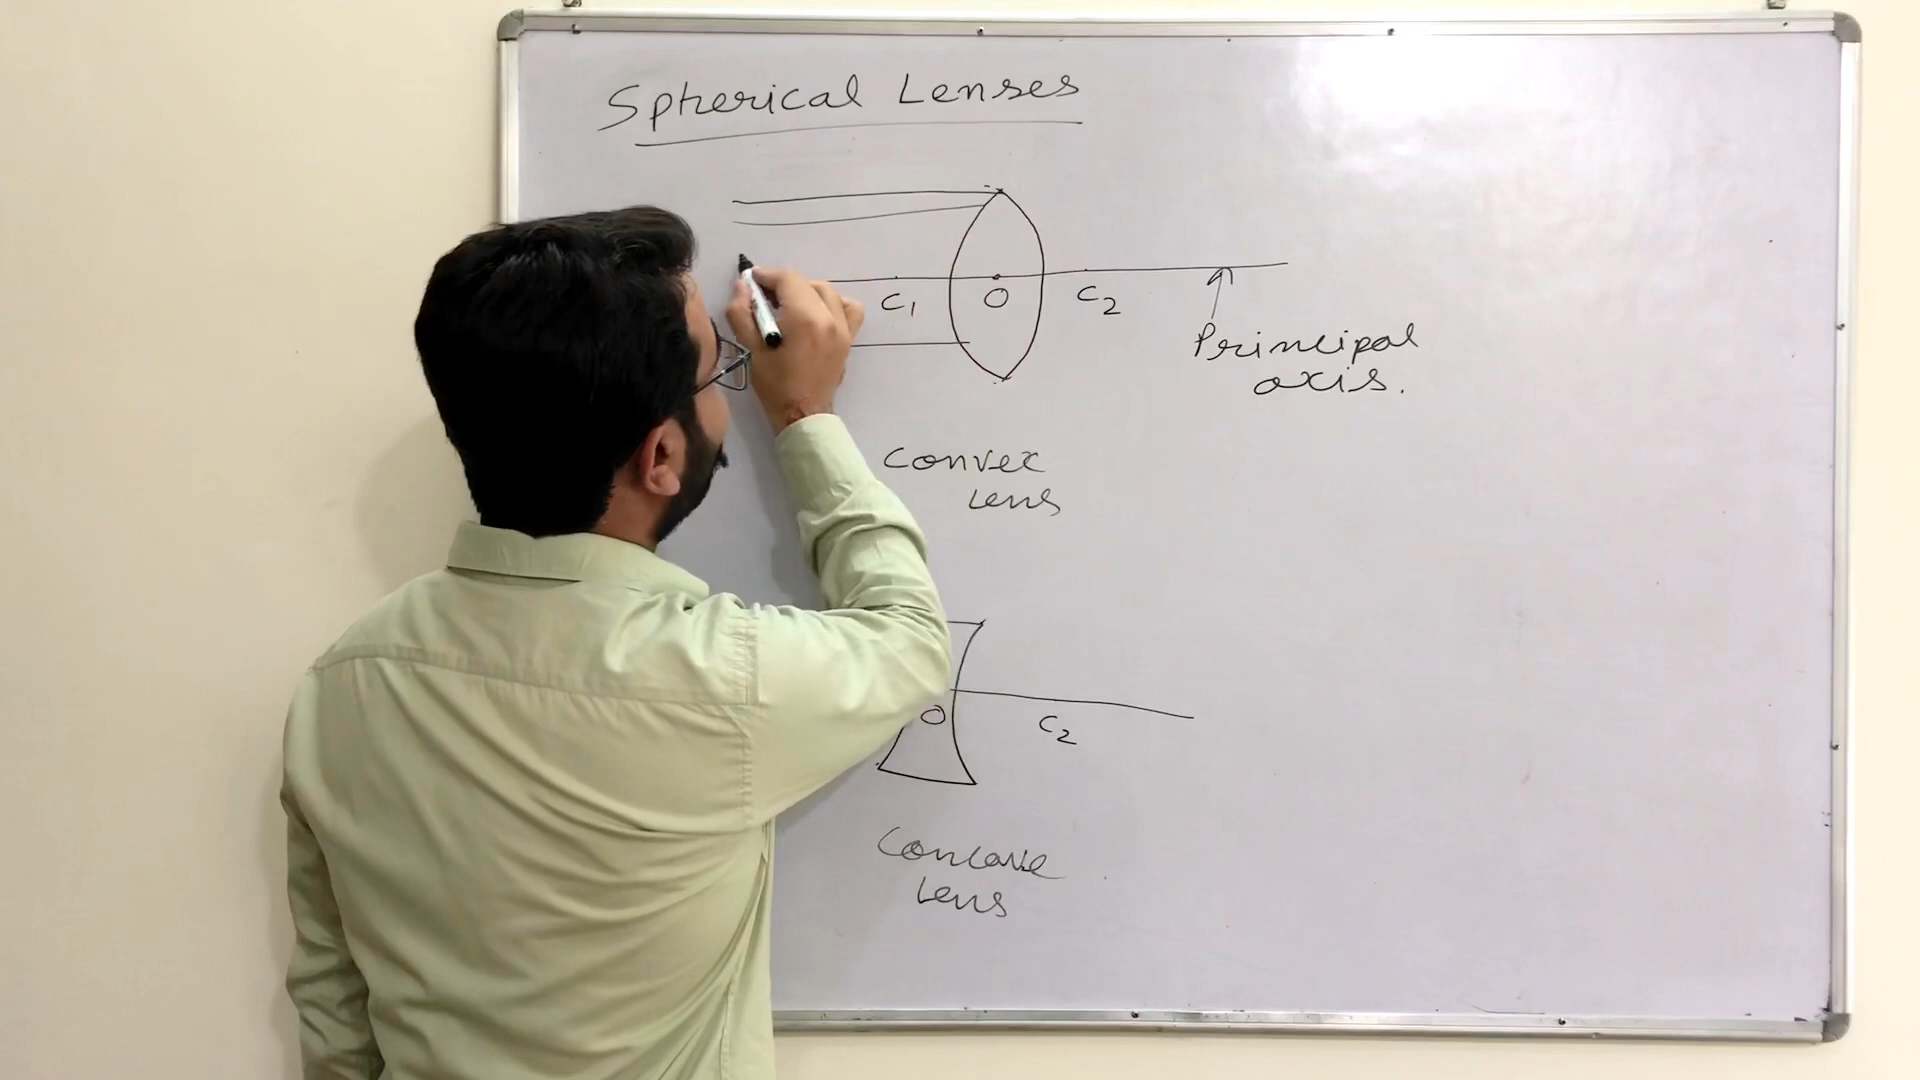 Spherical Lenses
C1 O C2
Principal
axis.
Convex
Lens
O C2
Concave
Lens